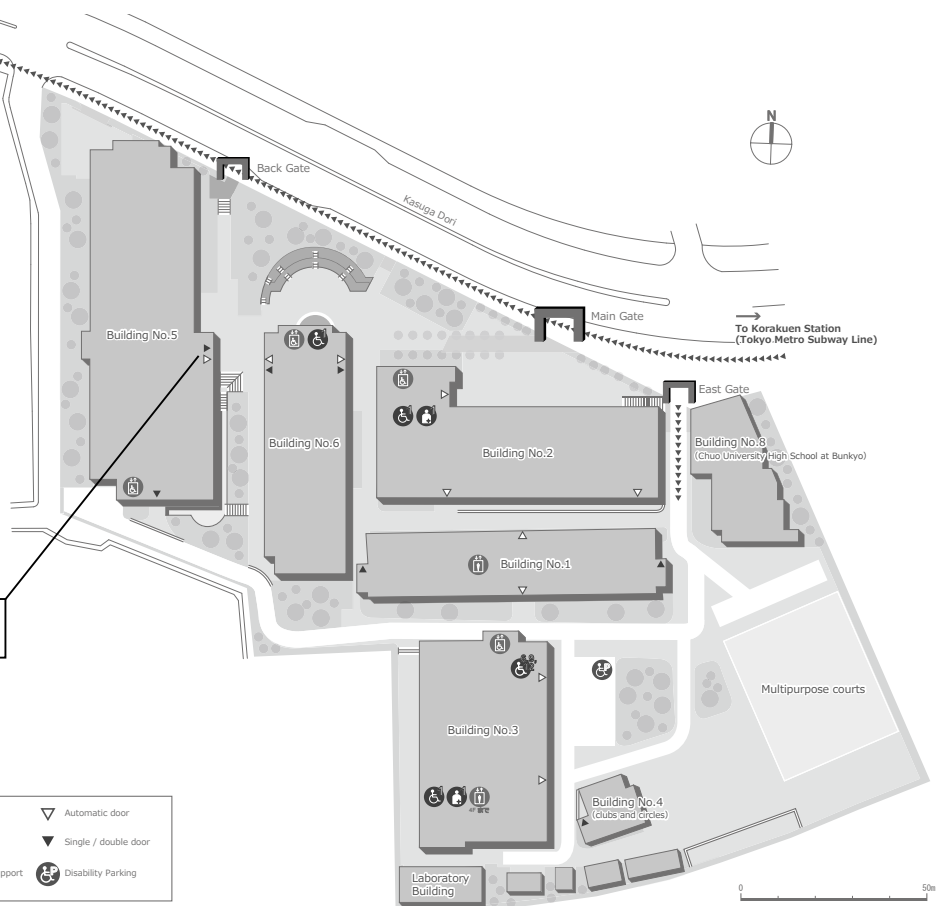 N
Back Gate
Kasuga Dori
Main Gate
To Korakuen Station
(Tokyo Metro Subway Line)
Building No.5
East Gate
Building No.6
Building No.2
Building No.8
(Chuo University High School at Bunkyo)
Building No.1
Multipurpose courts
Building No.3
Building No.4
(clubs and circles)
Automatic door
Single / double door
pport
Disability Parking
Laboratory
Building
0
50m